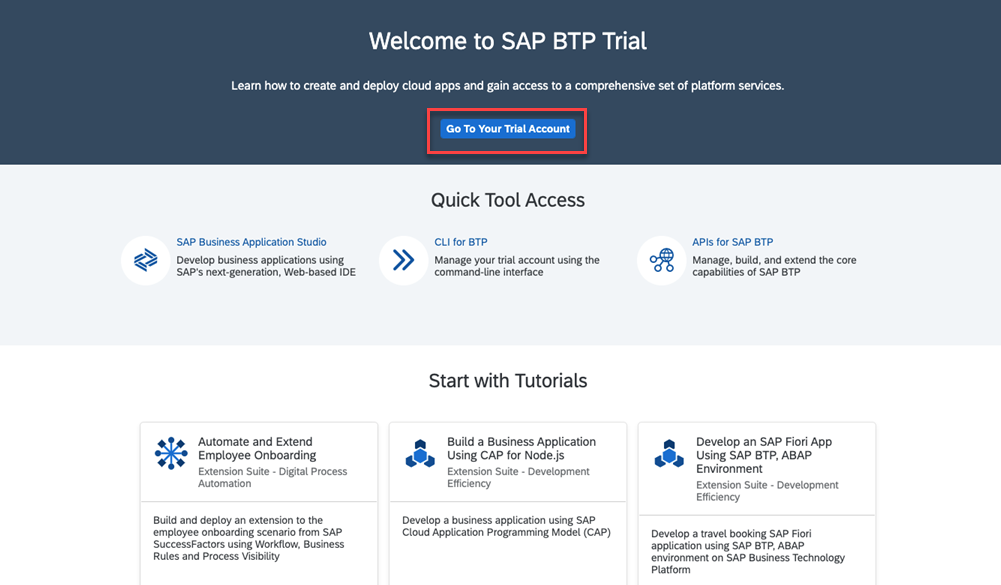 Welcome to SAP BTP Trial
Learn how to create and deploy cloud apps and gain access to a comprehensive set of platform services.
Go To Your Trial Account
Quick Tool Access
SAP Business Application Studio
Develop business applications using
SAP's next-generation, Web-based IDE
CLI for BTP
Manage your trial account using the
command-line interface
APIs for SAP BTP
Manage, build, and extend the core
capabilities of SAP BTP
Start with Tutorials
Automate and Extend
Employee Onboarding
Extension Suite - Digital Process
Automation
Build and deploy an extension to the
employee onboarding scenario from SAP
SuccessFactors using Workflow, Business
Rules and Process Visibility
Build a Business Application
Using CAP for Node.js
Extension Suite - Development
Efficiency
Develop a business application using SAP
Cloud Application Programming Model (CAP)
Develop an SAP Fiori App
Using SAP BTP, ABAP
Environment
Extension Suite - Development
Efficiency
Develop a travel booking SAP Fiori
application using SAP BTP, ABAP
environment on SAP Business Technology
Platform